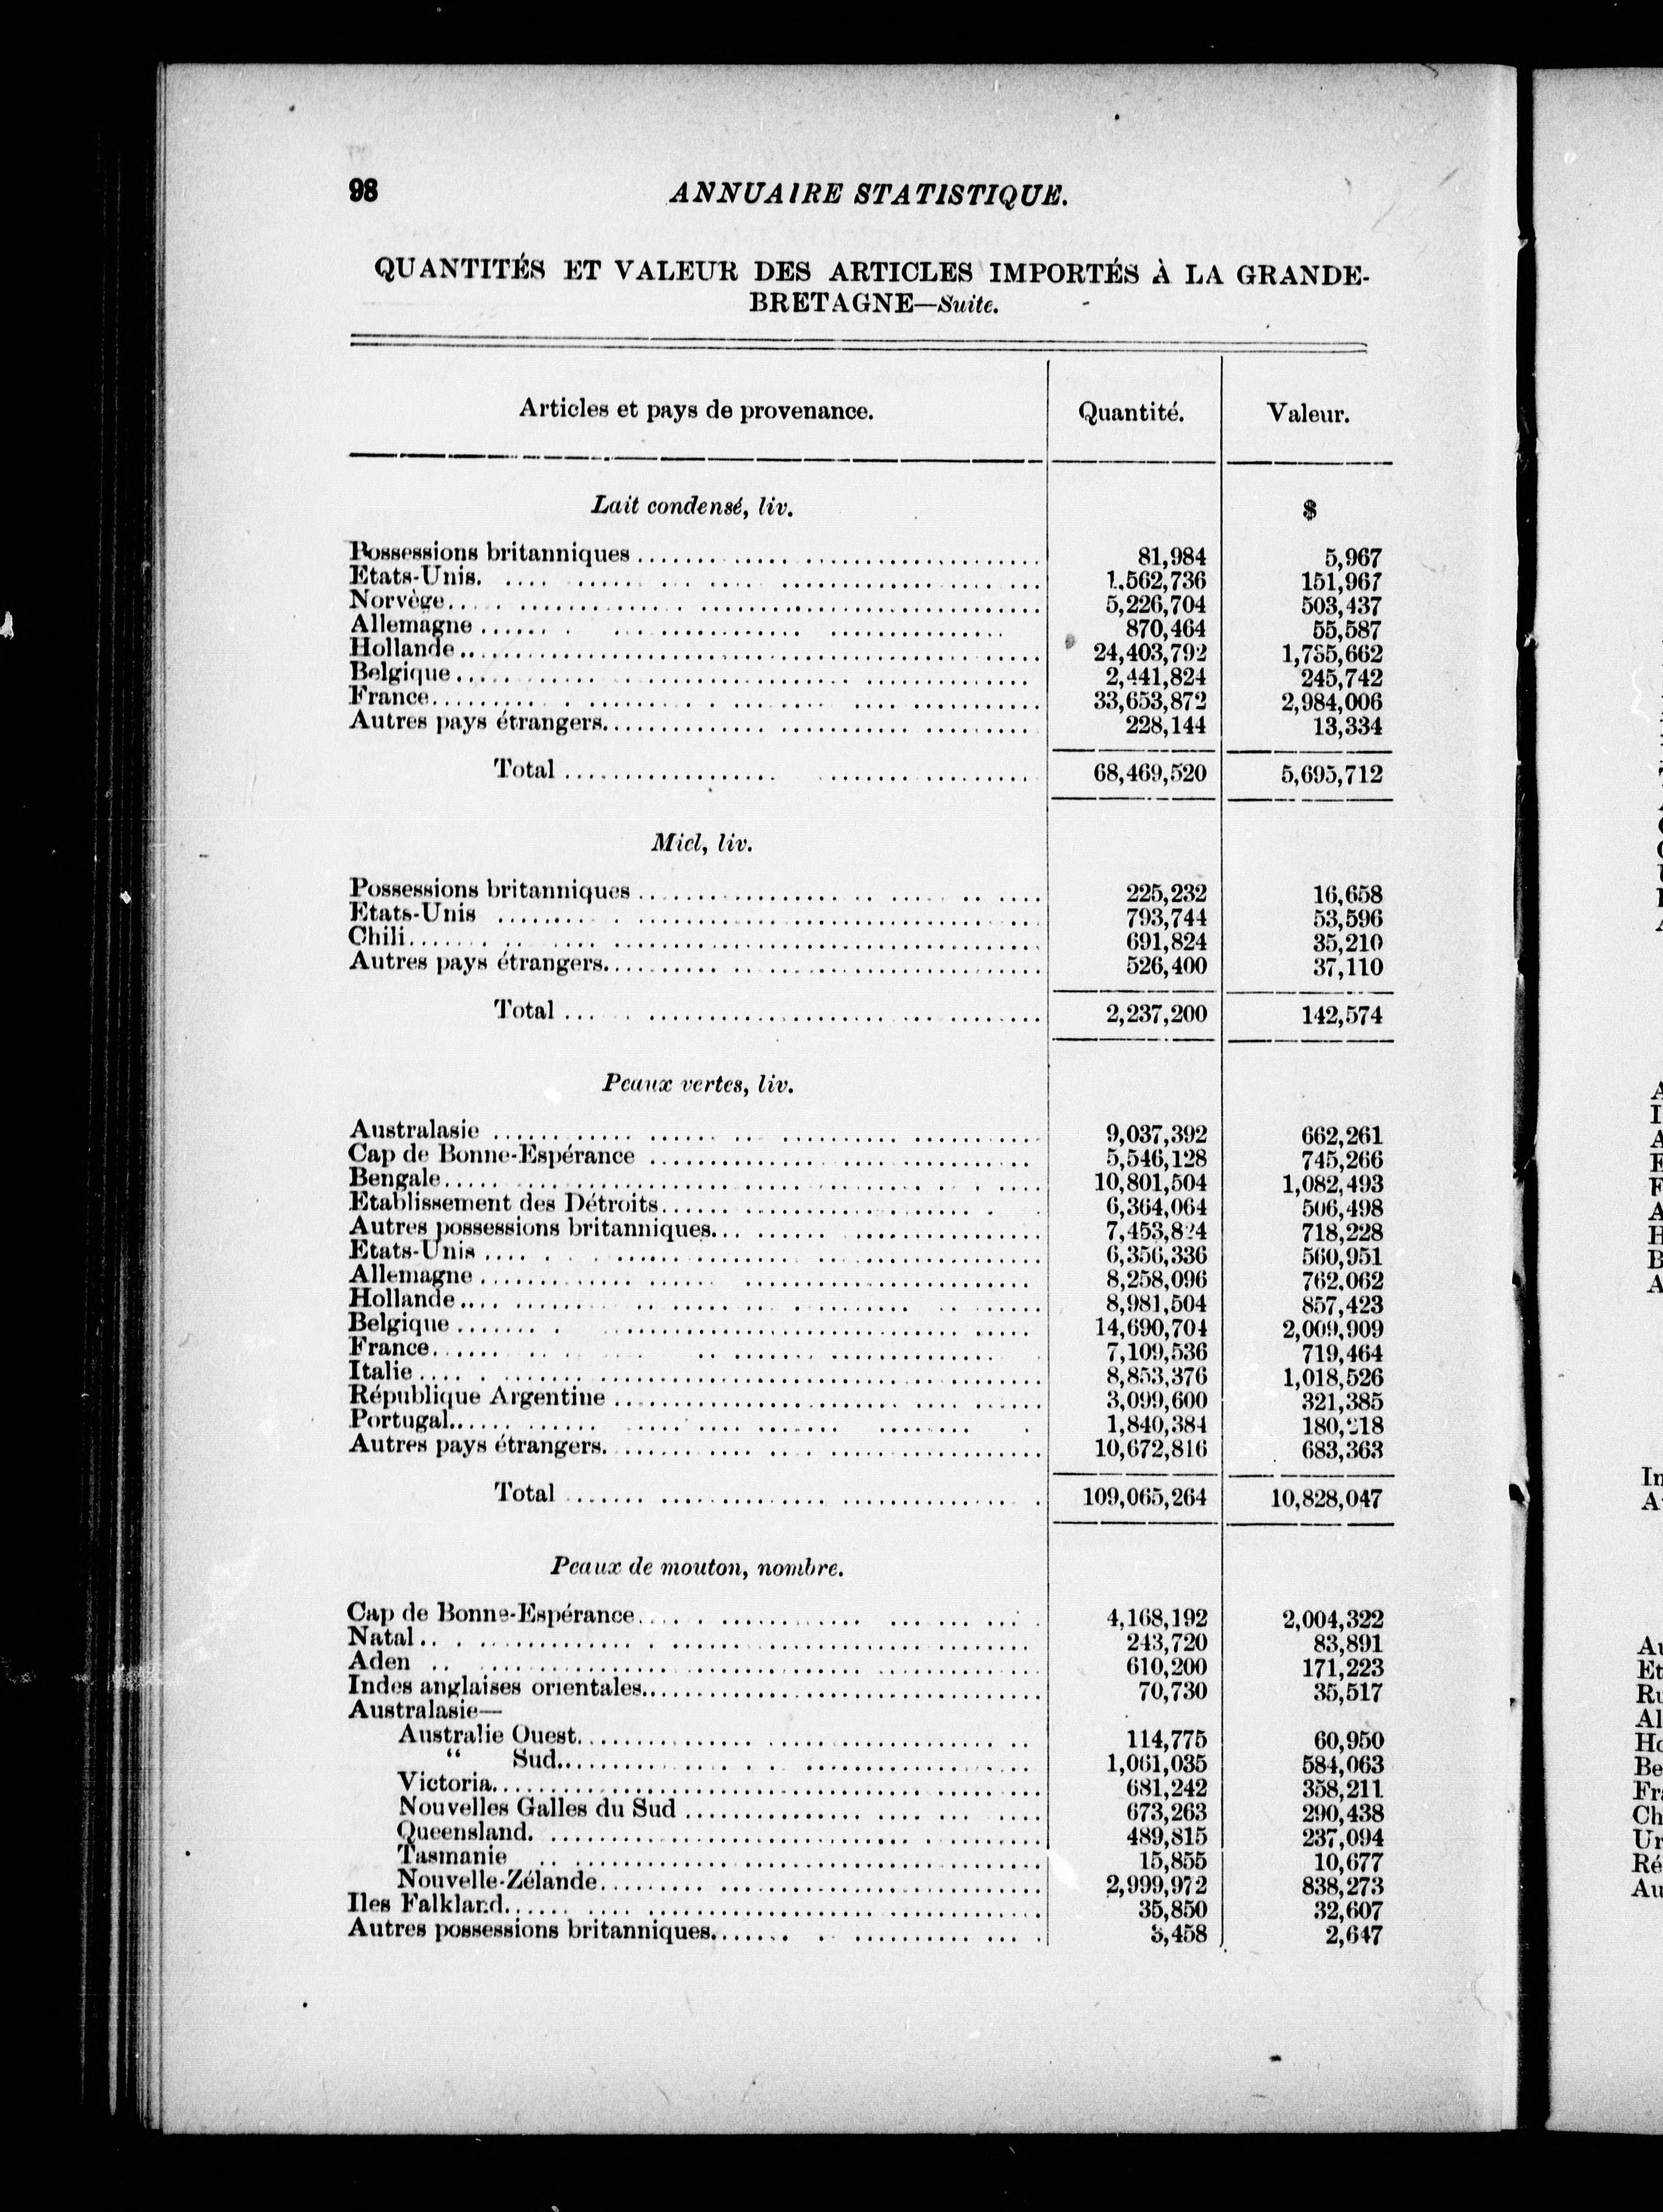 98
ANNUAIRE STATISTIQUE.
QUANTITÉS ET VALEUR DES ARTICLES IMPORTÉS À LA GRANDE-
BRETAGNE—Suite.
Articles et pays de provenance. Quantité. Valeur.
Lait condensé, liv. $
Possessions britanniques 81,984 5,967
Etats-Unis. 1.562,736 151,967
Norvège 5,226,704 503,437
Allemagne 870,464 55,587
Hollande 24,403,792 1,735,662
Belgique 2,441,824 245,742
France 33,653,872 2,984,006
Autres pays étrangers 228,144 13,334
Total 68,469,520 5,695,712
Miel, liv.
Possessions britanniques 225,232 16,658
Etats-Unis 793,744 53,596
Chili 691,824 35,210
Autres pays étrangers 526,400 37,110
Total 2,237,200 142,574
Peaux vertes, liv.
Australasie 9,037,392 662,261
Cap de Bonne-Espérance 5,546,128 745,266
Bengale 10,801,504 1,082,493
Etablissement des Détroits 6,364,064 506,498
Autres possessions britanniques 7,453,824 718,228
Etats-Unis 6,356,336 560,951
Allemagne 8,258,096 762,062
Hollande 8,981,504 857,423
Belgique 14,690,704 2,009,909
France 7,109,536 719,464
Italie 8,853,376 1,018,526
République Argentine 3,099,600 321,385
Portugal 1,840,384 180,218
Autres pays étrangers 10,672,816 683,363
Total 109,065,264 10,828,047
Peaux de mouton, nombre.
Cap de Bonne-Espérance 4,168,192 2,004,322
Natal 243,720 83,891
Aden 610,200 171,223
Indes anglaises orientales 70,730 35,517
Australasie—
Australie Ouest 114,775 60,950
“ Sud 1,061,035 584,063
Victoria 681,242 358,211
Nouvelles Galles du Sud 673,263 290,438
Queensland 489,815 237,094
Tasmanie 15,855 10,677
Nouvelle-Zélande 2,999,972 838,273
Iles Falkland 35,850 32,607
Autres possessions britanniques 3,458 2,647